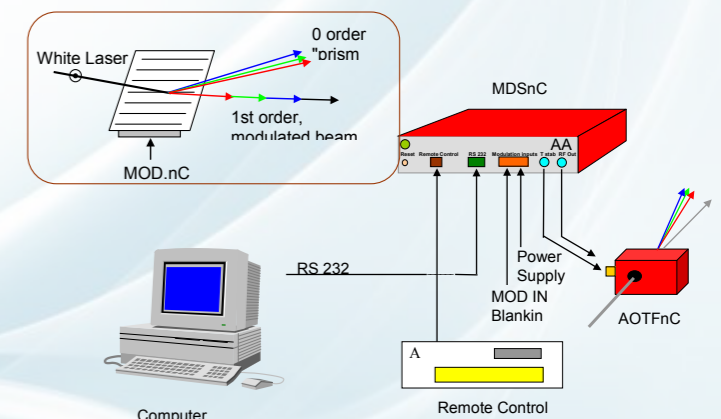 0 order
"prism
White Laser
1st order,
modulated beam
MOD.nC
MDSnC
AA
Reset
Remote Control
RS 232
Modulation inputs
T stab
RF Out
RS 232
Power
Supply
MOD IN
Blankin
AOTFnC
A
Remote Control
Computer